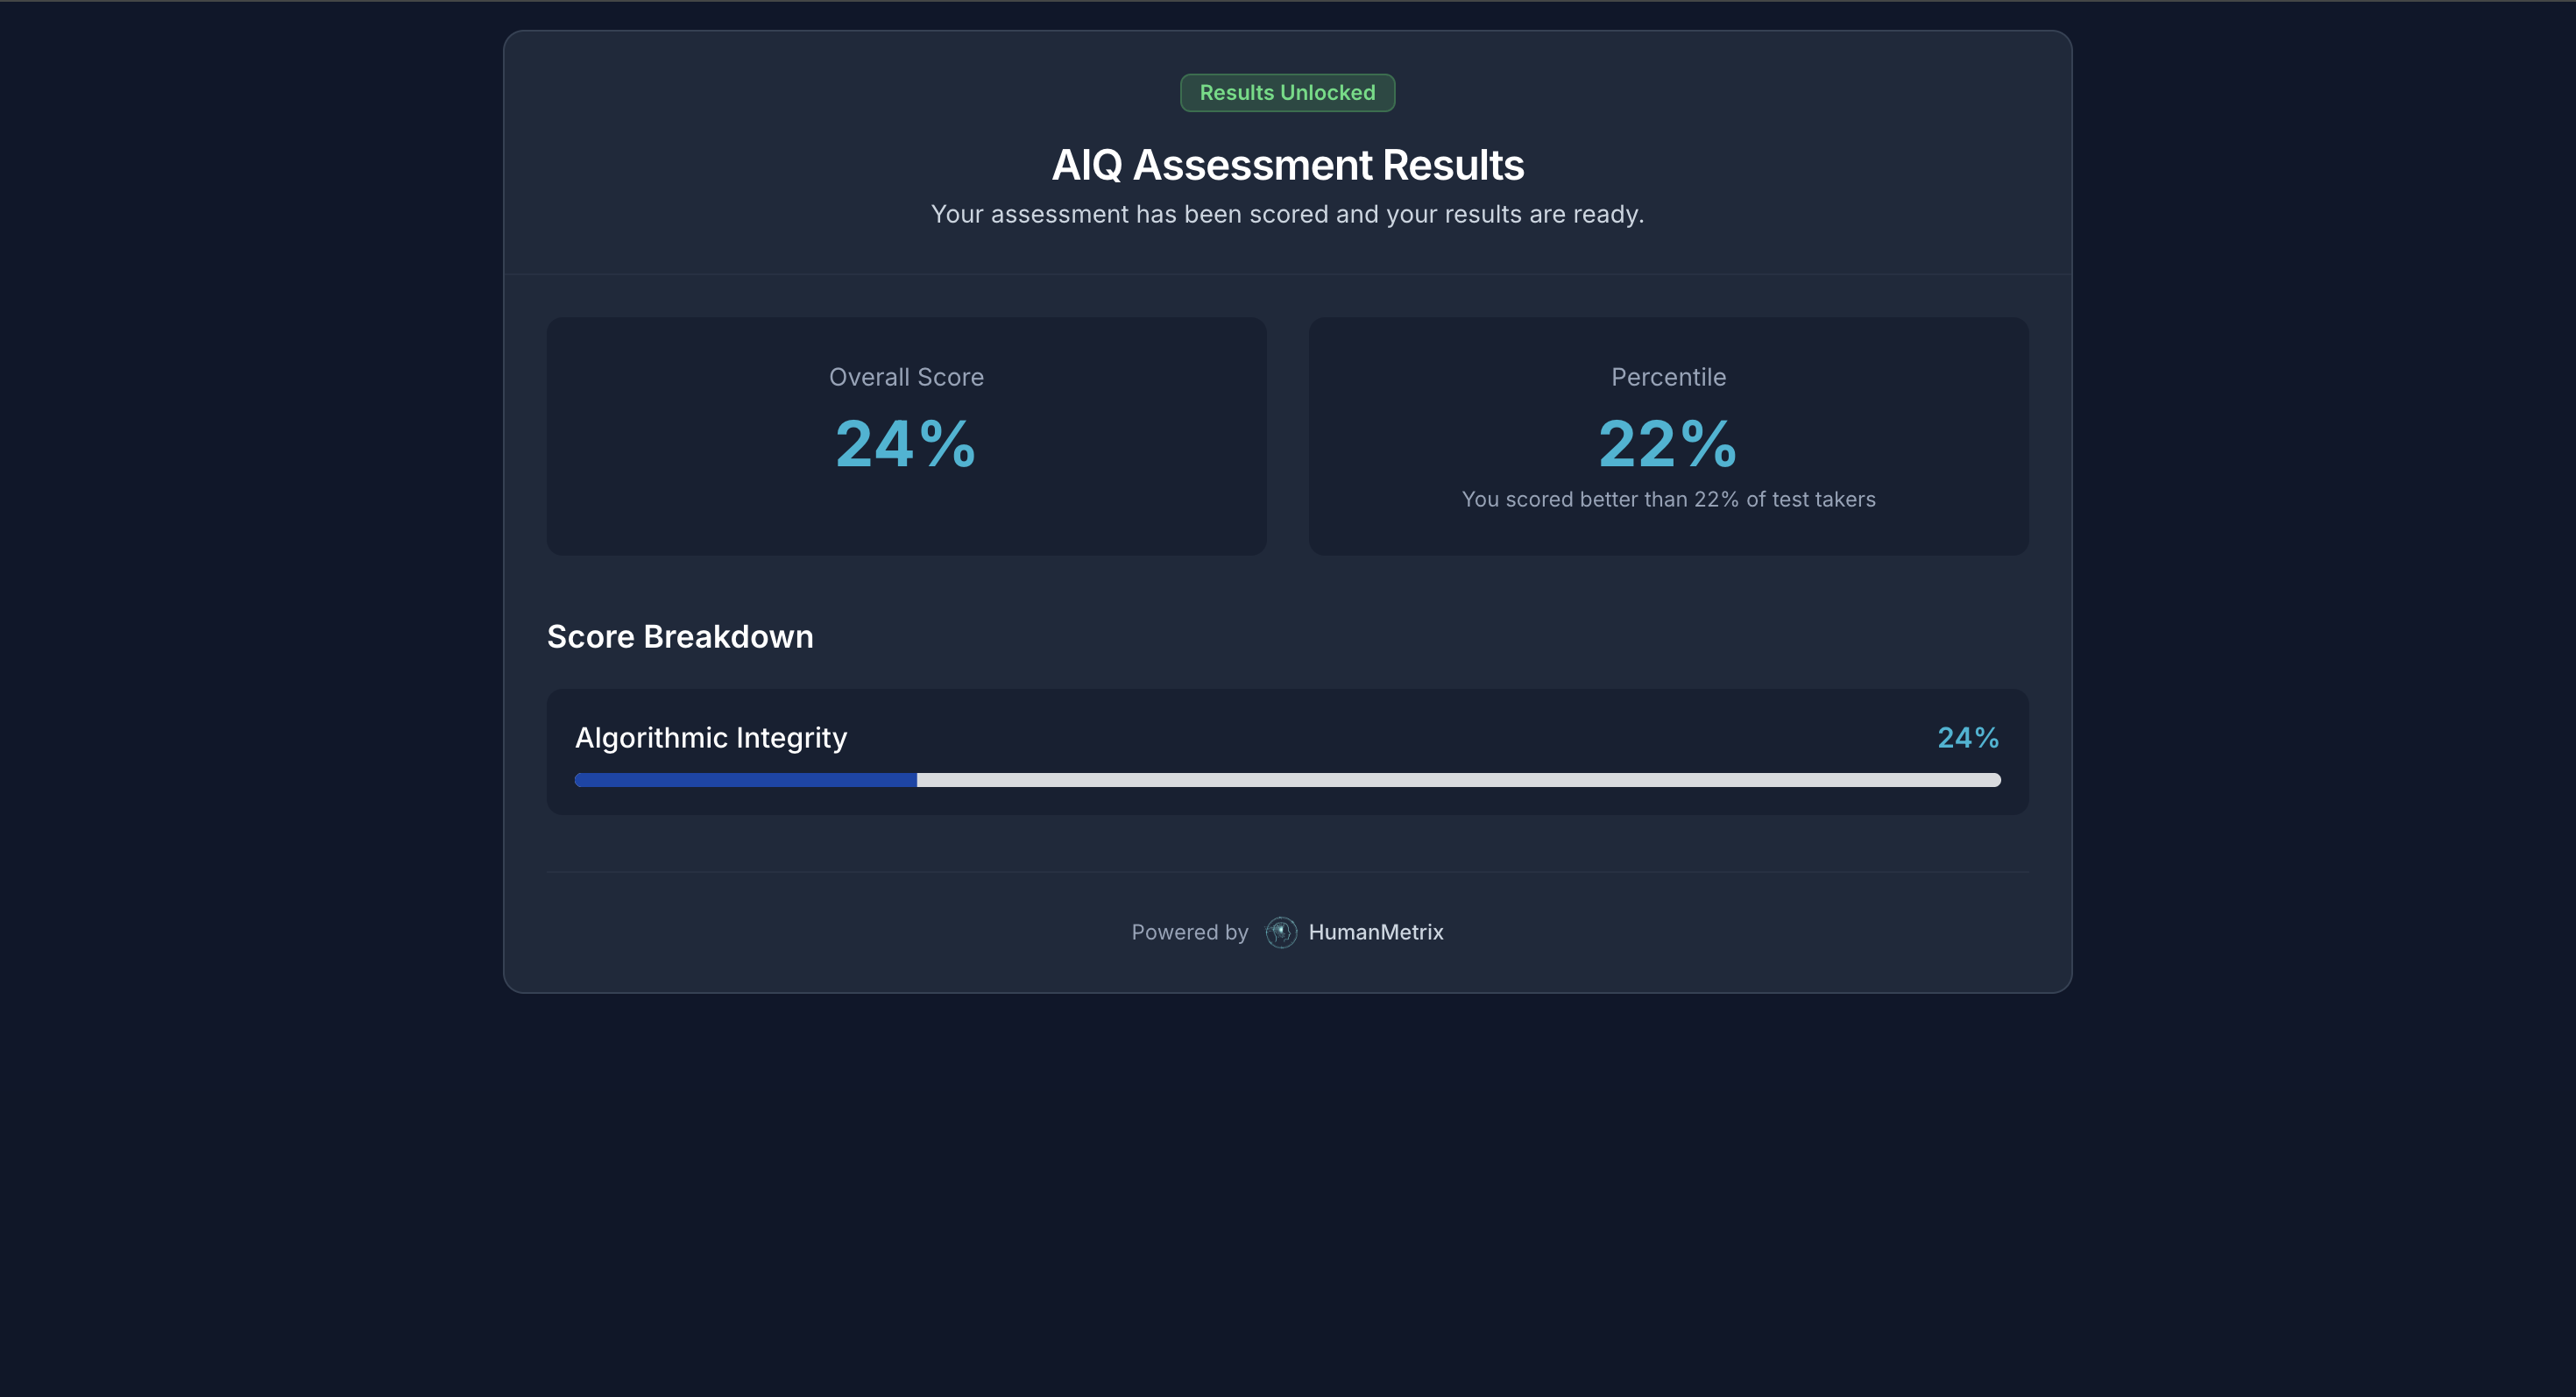 Results Unlocked
AIQ Assessment Results
Your assessment has been scored and your results are ready.
Overall Score
24%
Percentile
22%
You scored better than 22% of test takers
Score Breakdown
Algorithmic Integrity 24%
Powered by HumanMetrix